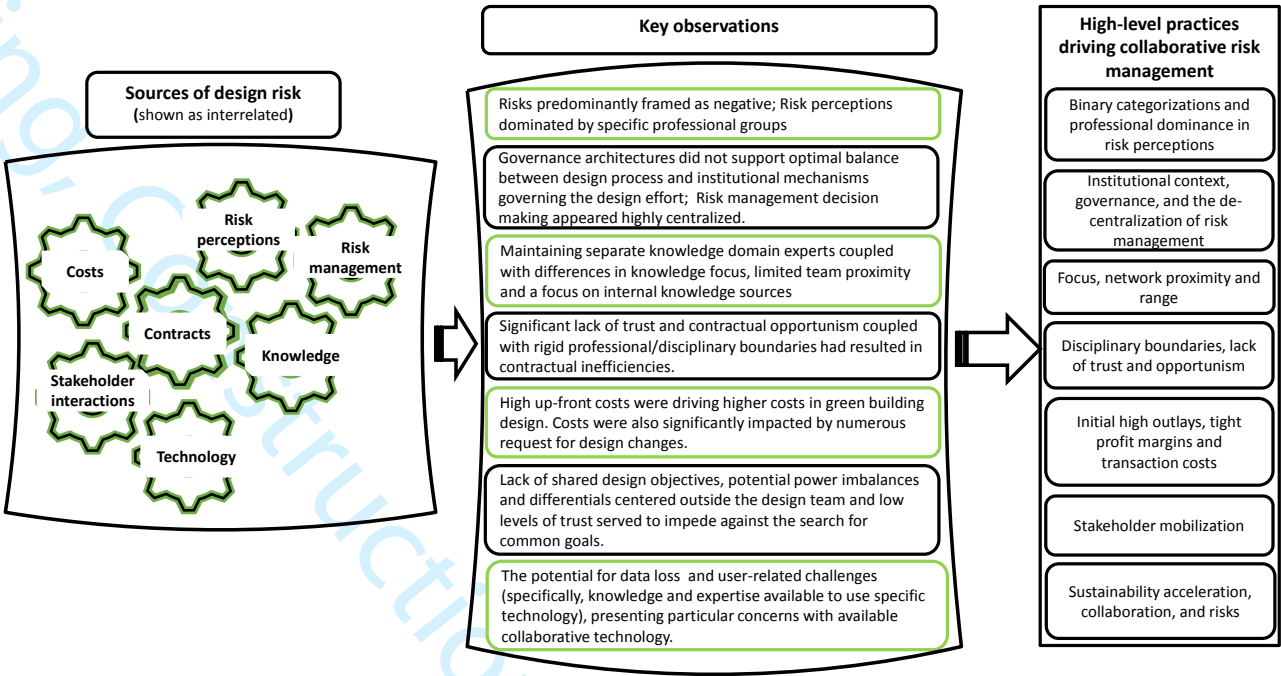 Sources of design risk
(shown as interrelated)
Risk
perceptions
Risk
management
Costs
Contracts
Knowledge
Stakeholder
interactions
Technology
Key observations
Risks predominantly framed as negative; Risk perceptions
dominated by specific professional groups
Governance architectures did not support optimal balance
between design process and institutional mechanisms
governing the design effort; Risk management decision
making appeared highly centralized.
Maintaining separate knowledge domain experts coupled
with differences in knowledge focus, limited team proximity
and a focus on internal knowledge sources
Significant lack of trust and contractual opportunism coupled
with rigid professional/disciplinary boundaries had resulted in
contractual inefficiencies.
High up-front costs were driving higher costs in green building
design. Costs were also significantly impacted by numerous
request for design changes.
Lack of shared design objectives, potential power imbalances
and differentials centered outside the design team and low
levels of trust served to impede against the search for
common goals.
The potential for data loss and user-related challenges
(specifically, knowledge and expertise available to use specific
technology), presenting particular concerns with available
collaborative technology.
High-level practices
driving collaborative risk
management
Binary categorizations and
professional dominance in
risk perceptions
Institutional context,
governance, and the de-
centralization of risk
management
Focus, network proximity and
range
Disciplinary boundaries, lack
of trust and opportunism
Initial high outlays, tight
profit margins and
transaction costs
Stakeholder mobilization
Sustainability acceleration,
collaboration, and risks